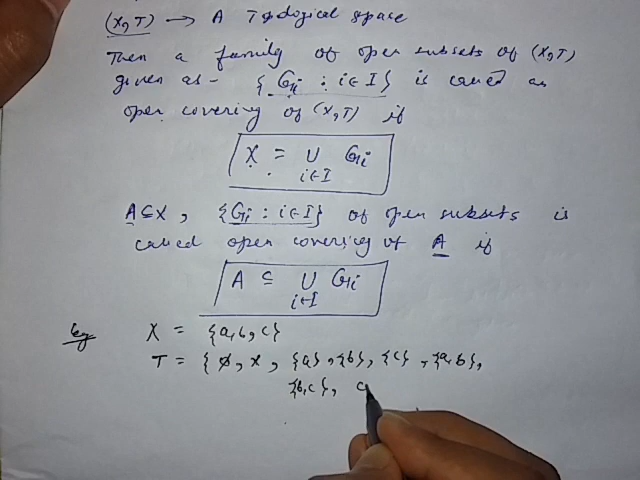 (X,T) → A Topological space
Then a family of open subsets of (X,T)
given as - {Gi : i∈I} is called an
open covering of (X,T) if
X = ∪ Gi
i∈I
A⊆X, {Gi : i∈I} of open subsets is
called open covering of A if
A ⊆ ∪ Gi
i∈I
eg X = {a,b,c}
T = {ϕ, X, {a}, {b}, {c}, {a,b},
{b,c}, c